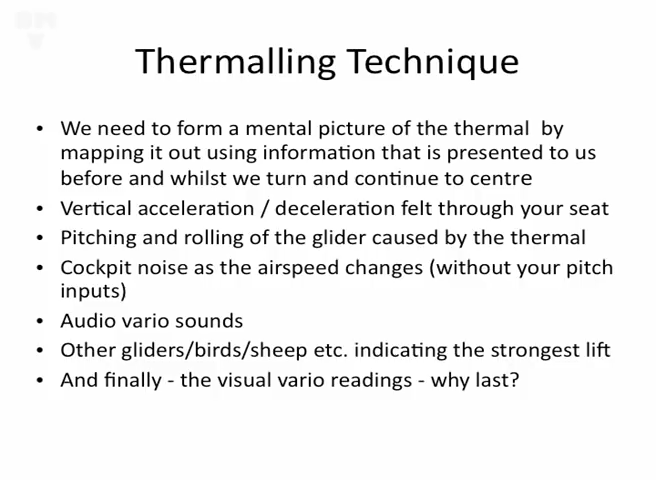 Thermalling Technique
• We need to form a mental picture of the thermal by
mapping it out using information that is presented to us
before and whilst we turn and continue to centre
• Vertical acceleration / deceleration felt through your seat
• Pitching and rolling of the glider caused by the thermal
• Cockpit noise as the airspeed changes (without your pitch
inputs)
• Audio vario sounds
• Other gliders/birds/sheep etc. indicating the strongest lift
• And finally - the visual vario readings - why last?